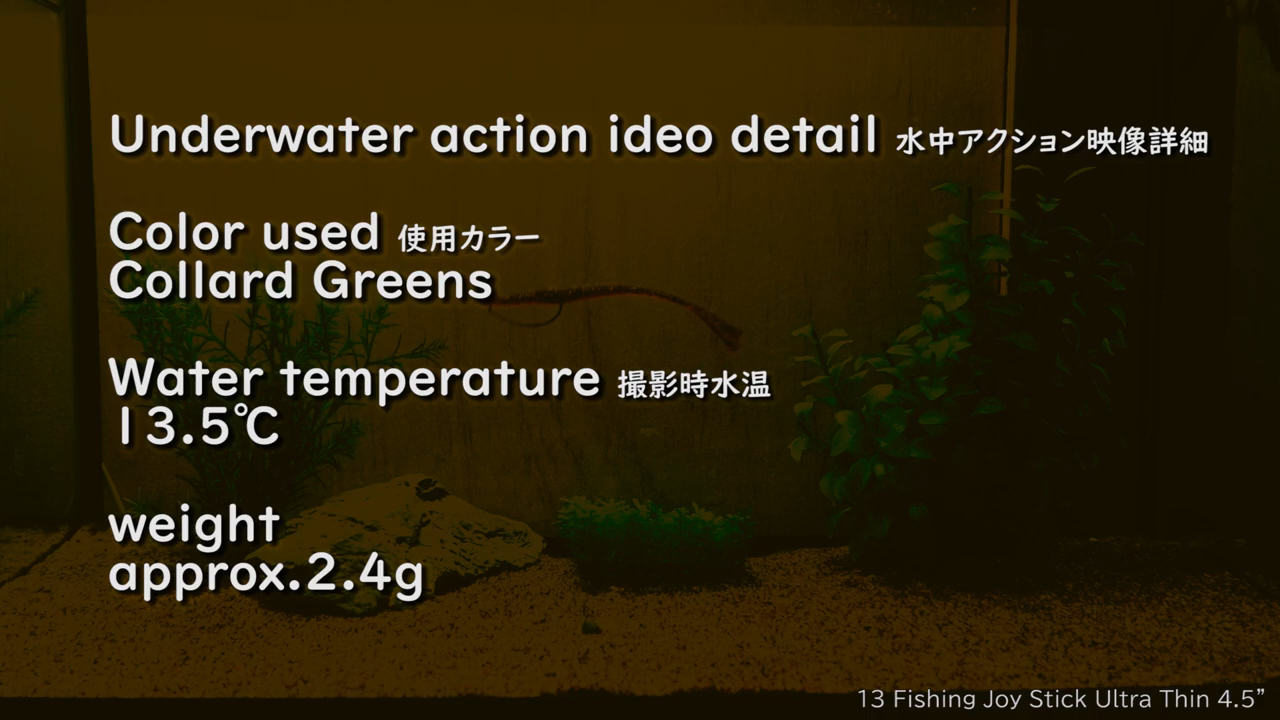 Underwater action ideo detail 水中アクション映像詳細
Color used 使用カラー
Collard Greens
Water temperature 撮影時水温
13.5℃
weight
approx.2.4g
13 Fishing Joy Stick Ultra Thin 4.5”